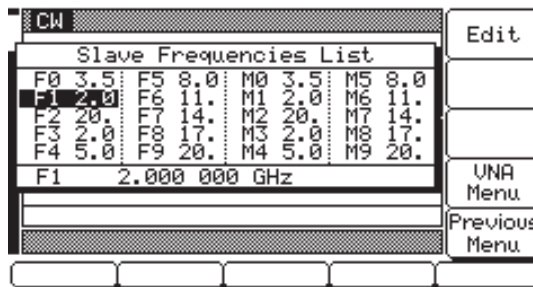 CW
Edit
Slave Frequencies List
F0 3.5 F5 8.0 M0 3.5 M5 8.0
F1 2.0 F6 11. M1 2.0 M6 11.
F2 20. F7 14. M2 20. M7 14.
F3 2.0 F8 17. M3 2.0 M8 17.
F4 5.0 F9 20. M4 5.0 M9 20.
F1 2.000 000 GHz
VNA
Menu
Previous
Menu